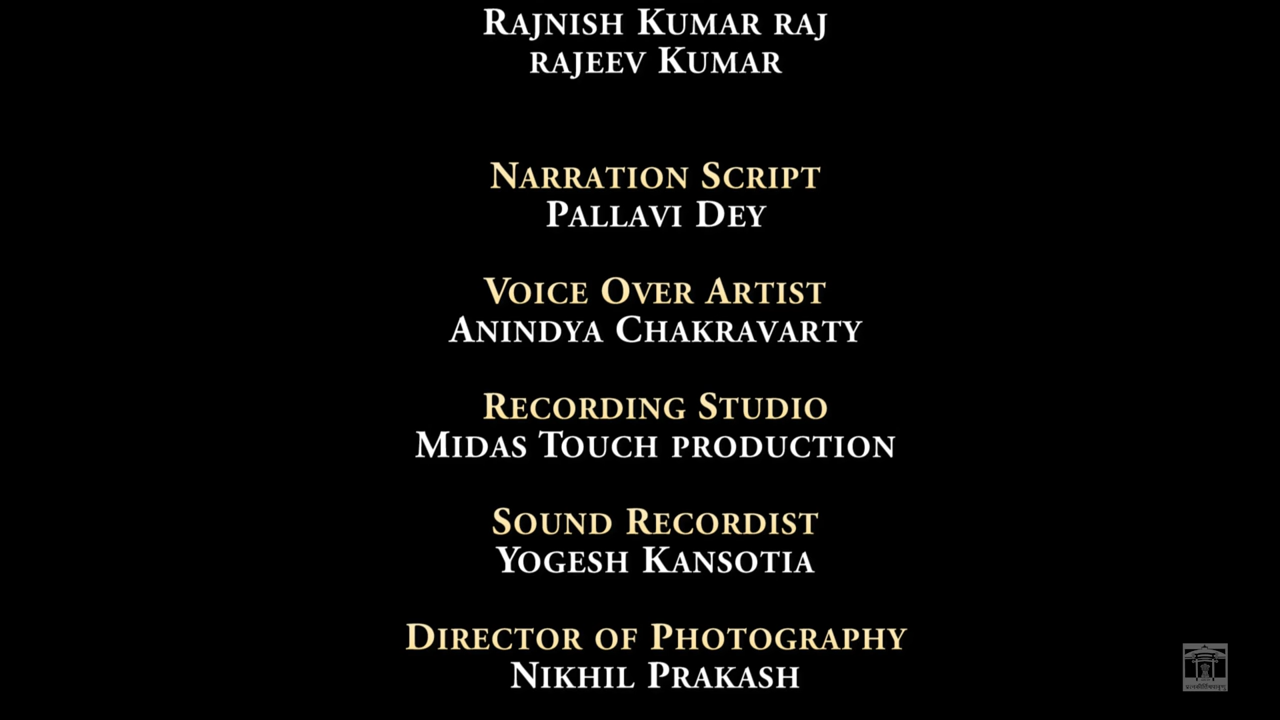 Rajnish Kumar raj
rajeev Kumar
Narration Script
Pallavi Dey
Voice Over Artist
Anindya Chakravarty
Recording Studio
Midas Touch production
Sound Recordist
Yogesh Kansotia
Director of Photography
Nikhil Prakash